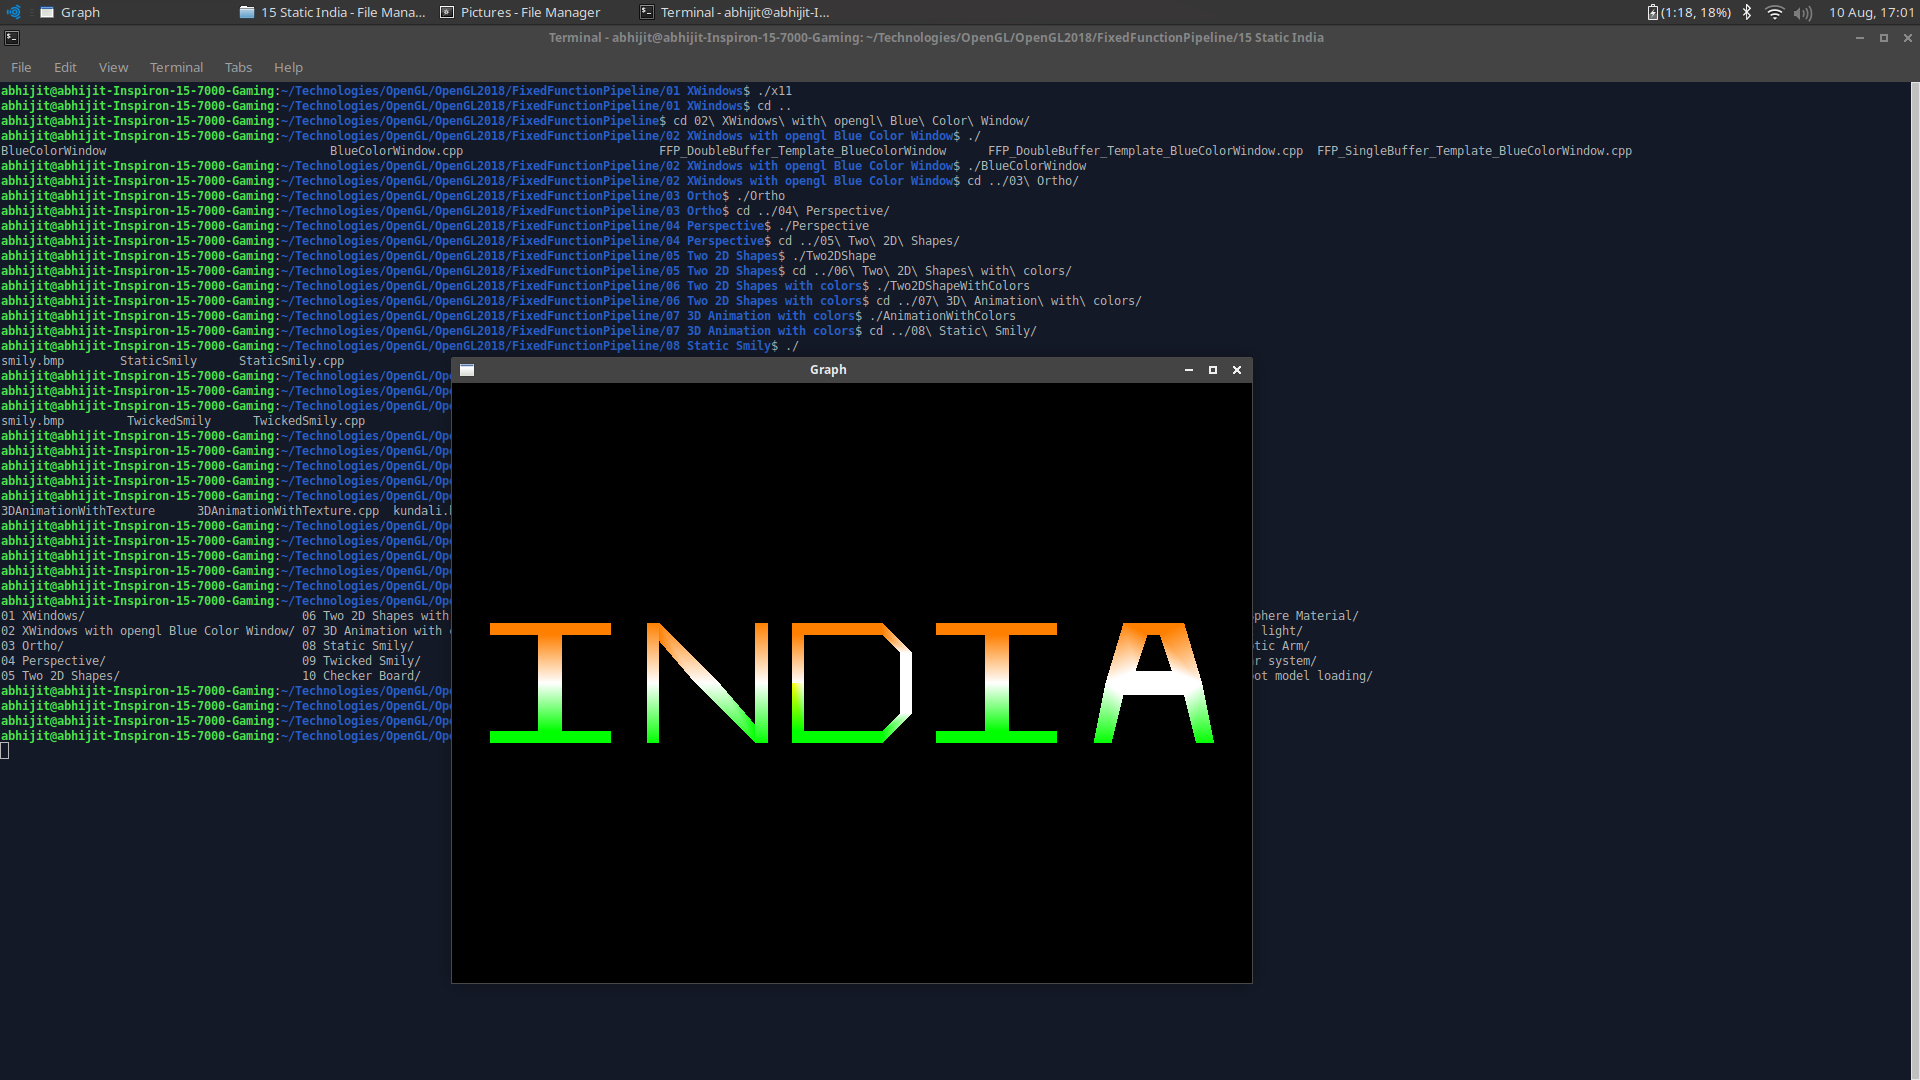 Graph
15 Static India - File Mana...
Pictures - File Manager
Terminal - abhijit@abhijit-I...
(1:18, 18%)
10 Aug, 17:01
Terminal - abhijit@abhijit-Inspiron-15-7000-Gaming: ~/Technologies/OpenGL/OpenGL2018/FixedFunctionPipeline/15 Static India
File Edit View Terminal Tabs Help
abhijit@abhijit-Inspiron-15-7000-Gaming:~/Technologies/OpenGL/OpenGL2018/FixedFunctionPipeline/01 XWindows$ ./x11
abhijit@abhijit-Inspiron-15-7000-Gaming:~/Technologies/OpenGL/OpenGL2018/FixedFunctionPipeline/01 XWindows$ cd ..
abhijit@abhijit-Inspiron-15-7000-Gaming:~/Technologies/OpenGL/OpenGL2018/FixedFunctionPipeline$ cd 02\ XWindows\ with\ opengl\ Blue\ Color\ Window/
abhijit@abhijit-Inspiron-15-7000-Gaming:~/Technologies/OpenGL/OpenGL2018/FixedFunctionPipeline/02 XWindows with opengl Blue Color Window$ ./
BlueColorWindow BlueColorWindow.cpp FFP_DoubleBuffer_Template_BlueColorWindow FFP_DoubleBuffer_Template_BlueColorWindow.cpp FFP_SingleBuffer_Template_BlueColorWindow.cpp
abhijit@abhijit-Inspiron-15-7000-Gaming:~/Technologies/OpenGL/OpenGL2018/FixedFunctionPipeline/02 XWindows with opengl Blue Color Window$ ./BlueColorWindow
abhijit@abhijit-Inspiron-15-7000-Gaming:~/Technologies/OpenGL/OpenGL2018/FixedFunctionPipeline/02 XWindows with opengl Blue Color Window$ cd ../03\ Ortho/
abhijit@abhijit-Inspiron-15-7000-Gaming:~/Technologies/OpenGL/OpenGL2018/FixedFunctionPipeline/03 Ortho$ ./Ortho
abhijit@abhijit-Inspiron-15-7000-Gaming:~/Technologies/OpenGL/OpenGL2018/FixedFunctionPipeline/03 Ortho$ cd ../04\ Perspective/
abhijit@abhijit-Inspiron-15-7000-Gaming:~/Technologies/OpenGL/OpenGL2018/FixedFunctionPipeline/04 Perspective$ ./Perspective
abhijit@abhijit-Inspiron-15-7000-Gaming:~/Technologies/OpenGL/OpenGL2018/FixedFunctionPipeline/04 Perspective$ cd ../05\ Two\ 2D\ Shapes/
abhijit@abhijit-Inspiron-15-7000-Gaming:~/Technologies/OpenGL/OpenGL2018/FixedFunctionPipeline/05 Two 2D Shapes$ ./Two2DShape
abhijit@abhijit-Inspiron-15-7000-Gaming:~/Technologies/OpenGL/OpenGL2018/FixedFunctionPipeline/05 Two 2D Shapes$ cd ../06\ Two\ 2D\ Shapes\ with\ colors/
abhijit@abhijit-Inspiron-15-7000-Gaming:~/Technologies/OpenGL/OpenGL2018/FixedFunctionPipeline/06 Two 2D Shapes with colors$ ./Two2DShapeWithColors
abhijit@abhijit-Inspiron-15-7000-Gaming:~/Technologies/OpenGL/OpenGL2018/FixedFunctionPipeline/06 Two 2D Shapes with colors$ cd ../07\ 3D\ Animation\ with\ colors/
abhijit@abhijit-Inspiron-15-7000-Gaming:~/Technologies/OpenGL/OpenGL2018/FixedFunctionPipeline/07 3D Animation with colors$ ./AnimationWithColors
abhijit@abhijit-Inspiron-15-7000-Gaming:~/Technologies/OpenGL/OpenGL2018/FixedFunctionPipeline/07 3D Animation with colors$ cd ../08\ Static\ Smily/
abhijit@abhijit-Inspiron-15-7000-Gaming:~/Technologies/OpenGL/OpenGL2018/FixedFunctionPipeline/08 Static Smily$ ./
smily.bmp StaticSmily StaticSmily.cpp
abhijit@abhijit-Inspiron-15-7000-Gaming:~/Technologies/OpenGL/Op
abhijit@abhijit-Inspiron-15-7000-Gaming:~/Technologies/OpenGL/Op
abhijit@abhijit-Inspiron-15-7000-Gaming:~/Technologies/OpenGL/Op
smily.bmp TwickedSmily TwickedSmily.cpp
abhijit@abhijit-Inspiron-15-7000-Gaming:~/Technologies/OpenGL/Op
abhijit@abhijit-Inspiron-15-7000-Gaming:~/Technologies/OpenGL/Op
abhijit@abhijit-Inspiron-15-7000-Gaming:~/Technologies/OpenGL/Op
abhijit@abhijit-Inspiron-15-7000-Gaming:~/Technologies/OpenGL/Op
abhijit@abhijit-Inspiron-15-7000-Gaming:~/Technologies/OpenGL/Op
3DAnimationWithTexture 3DAnimationWithTexture.cpp kundali.
abhijit@abhijit-Inspiron-15-7000-Gaming:~/Technologies/OpenGL/Op
abhijit@abhijit-Inspiron-15-7000-Gaming:~/Technologies/OpenGL/Op
abhijit@abhijit-Inspiron-15-7000-Gaming:~/Technologies/OpenGL/Op
abhijit@abhijit-Inspiron-15-7000-Gaming:~/Technologies/OpenGL/Op
abhijit@abhijit-Inspiron-15-7000-Gaming:~/Technologies/OpenGL/Op
abhijit@abhijit-Inspiron-15-7000-Gaming:~/Technologies/OpenGL/Op
01 XWindows/ 06 Two 2D Shapes with phere Material/
02 XWindows with opengl Blue Color Window/ 07 3D Animation with light/
03 Ortho/ 08 Static Smily/ tic Arm/
04 Perspective/ 09 Twicked Smily/ r system/
05 Two 2D Shapes/ 10 Checker Board/ ot model loading/
abhijit@abhijit-Inspiron-15-7000-Gaming:~/Technologies/OpenGL/Op
abhijit@abhijit-Inspiron-15-7000-Gaming:~/Technologies/OpenGL/Op
abhijit@abhijit-Inspiron-15-7000-Gaming:~/Technologies/OpenGL/Op
abhijit@abhijit-Inspiron-15-7000-Gaming:~/Technologies/OpenGL/Op
Graph
INDIA